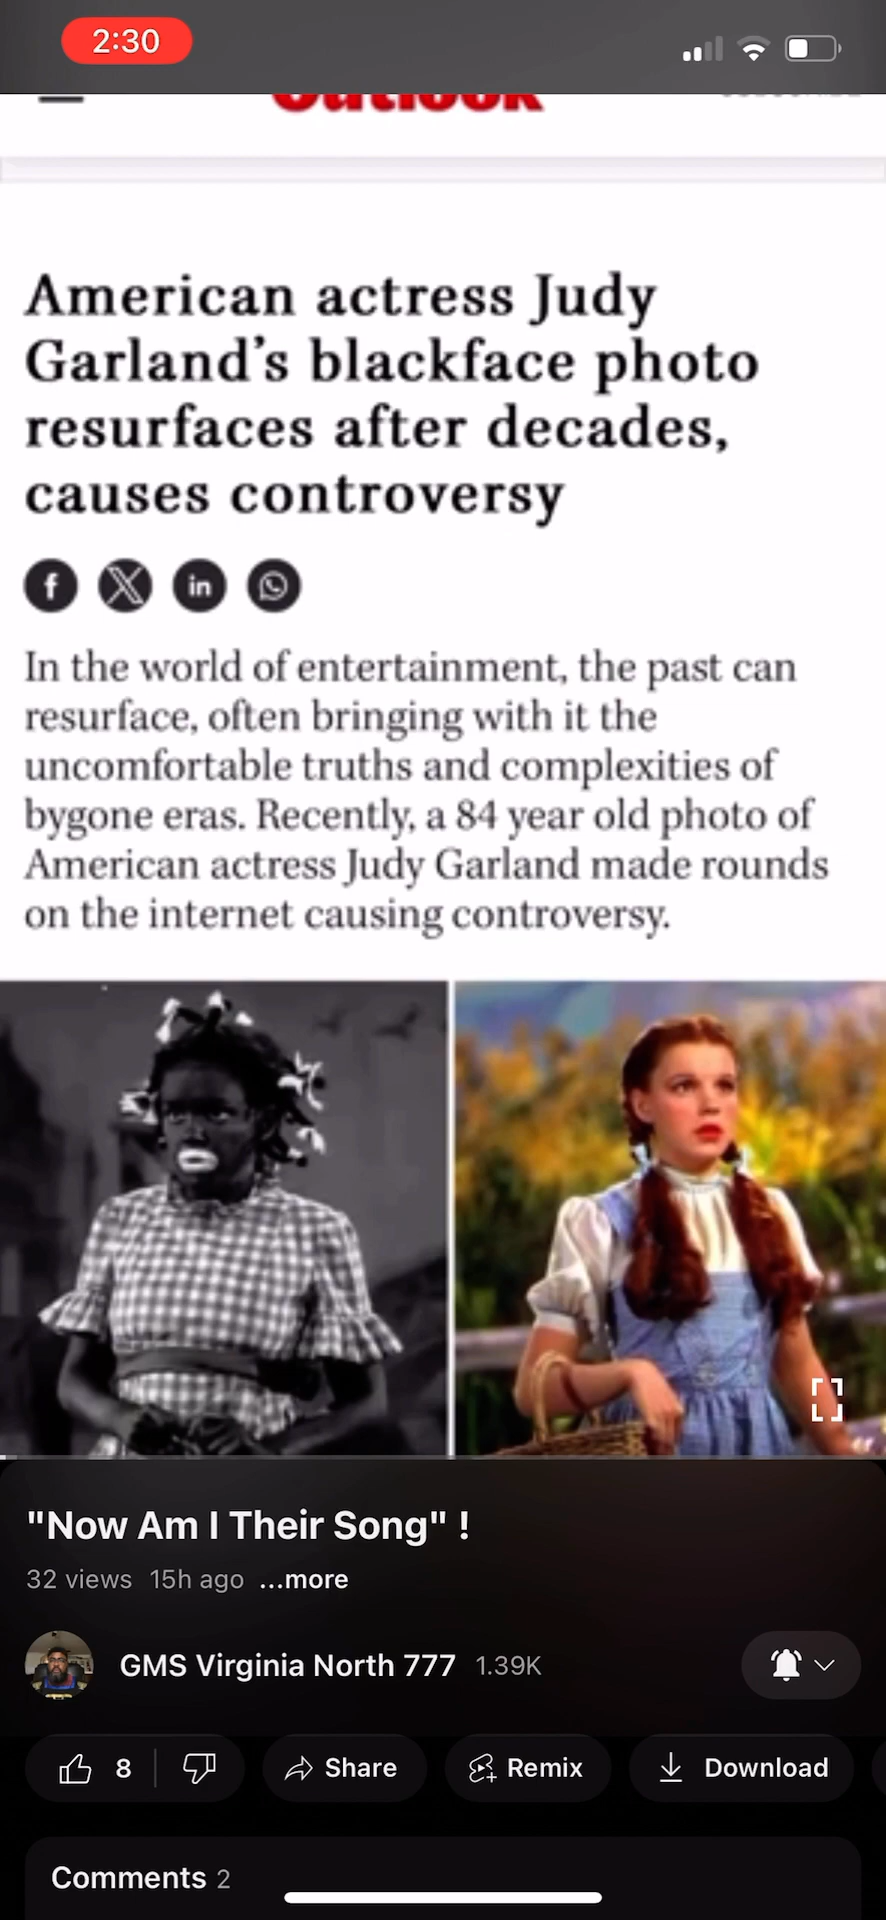 2:30
Outlook
SUBSCRIBE
American actress Judy
Garland's blackface photo
resurfaces after decades,
causes controversy
In the world of entertainment, the past can
resurface, often bringing with it the
uncomfortable truths and complexities of
bygone eras. Recently, a 84 year old photo of
American actress Judy Garland made rounds
on the internet causing controversy.
"Now Am I Their Song" !
32 views 15h ago ...more
GMS Virginia North 777 1.39K
8 Share Remix Download
Comments 2